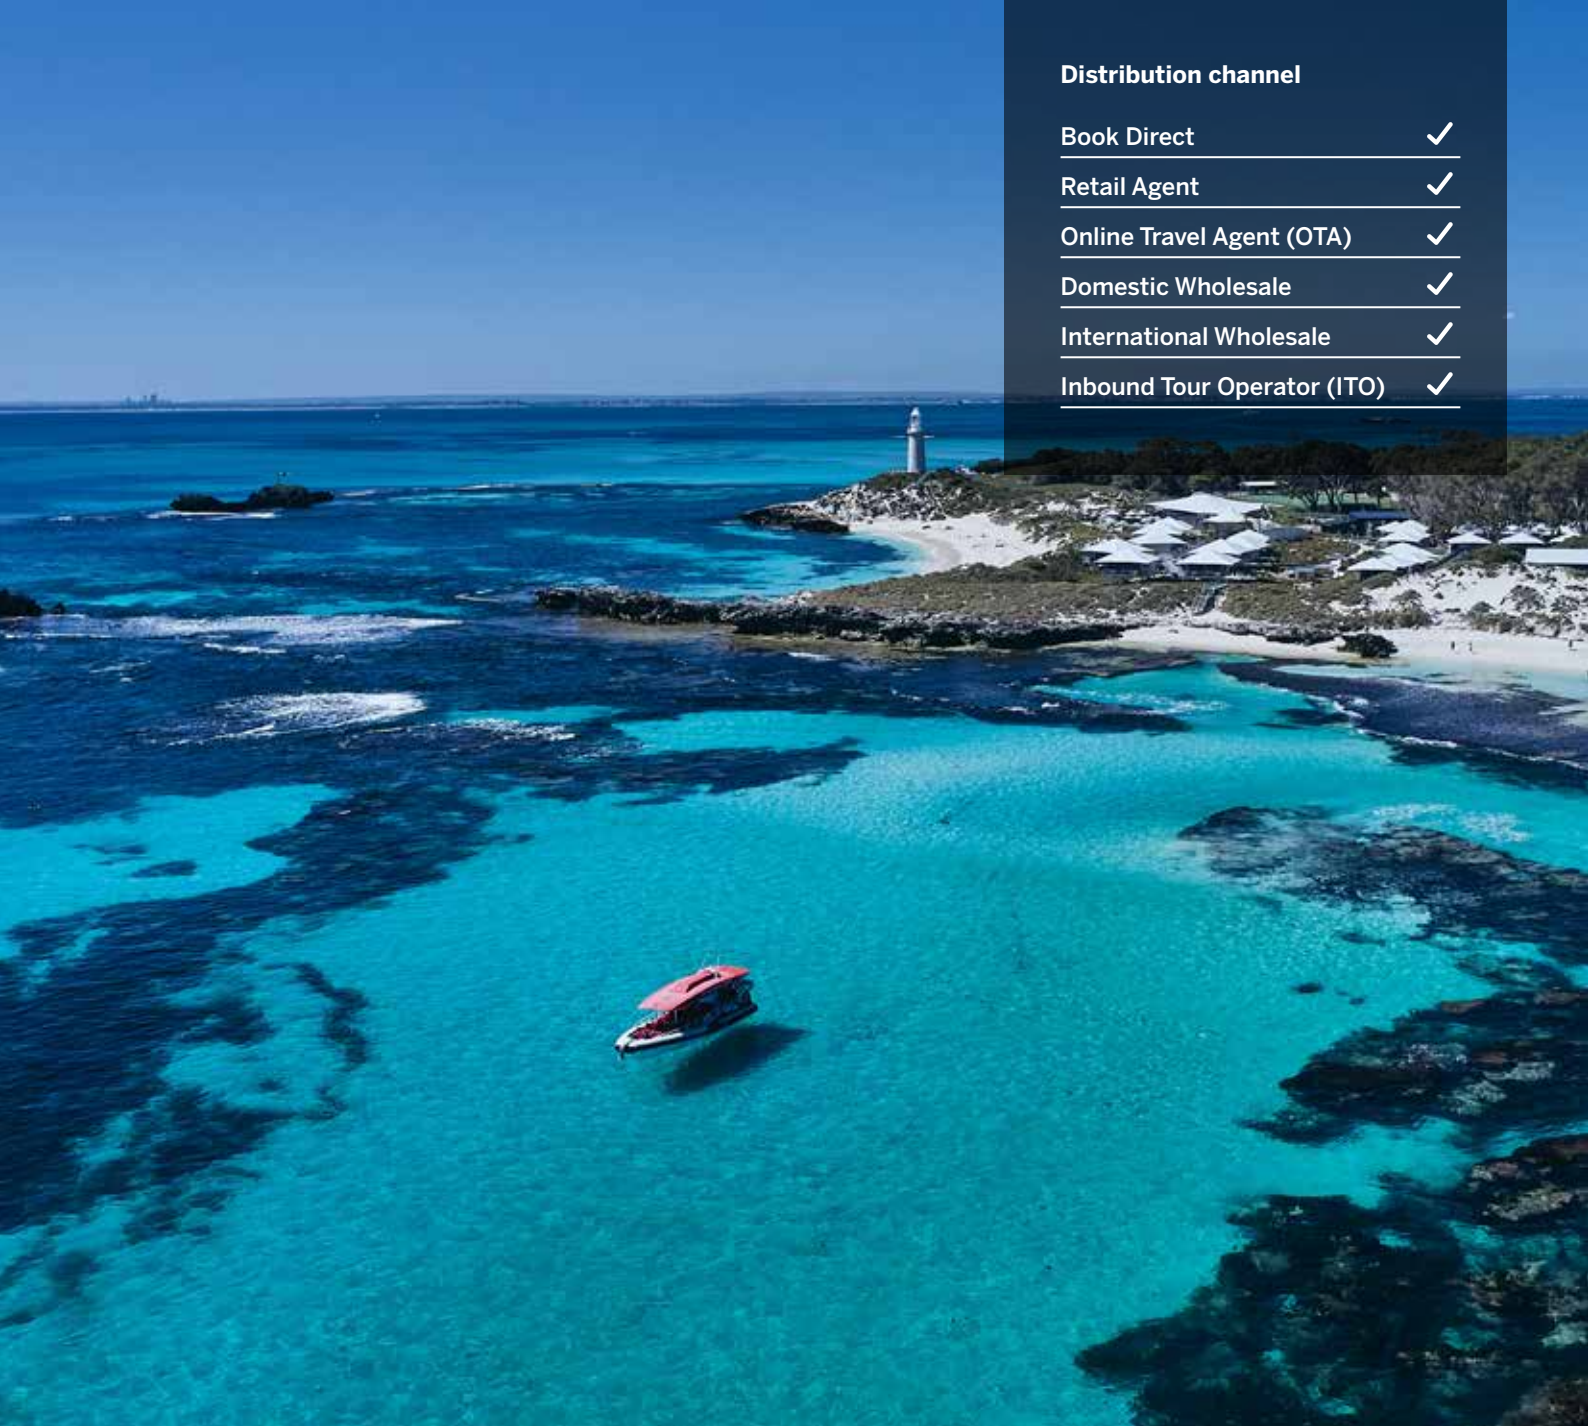 Distribution channel
Book Direct ✓
Retail Agent ✓
Online Travel Agent (OTA) ✓
Domestic Wholesale ✓
International Wholesale ✓
Inbound Tour Operator (ITO) ✓